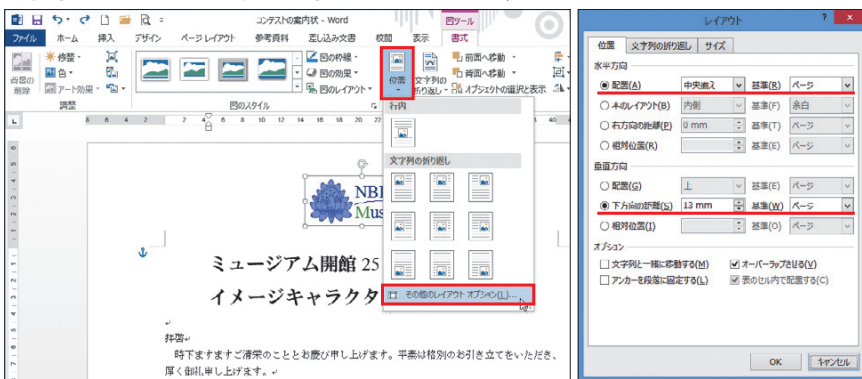 コンテストの案内状 - Word
図ツール
ファイル ホーム 挿入 デザイン ページ レイアウト 参考資料 差し込み文書 校閲 表示 書式
背景の削除
修整
色
アート効果
調整
図のスタイル
図の枠線
図の効果
図のレイアウト
位置
文字列の折り返し
前面へ移動
背面へ移動
オブジェクトの選択と表示
行内
文字列の折り返し
その他のレイアウト オプション(L)...
NBI
Mus
ミュージアム開館 25
イメージキャラクタ
拝啓
時下ますますご清栄のこととお慶び申し上げます。平素は格別のお引き立てをいただき、
厚く御礼申し上げます。
レイアウト
? ×
位置 文字列の折り返し サイズ
水平方向
配置(A) 中央揃え 基準(R) ページ
本のレイアウト(B) 内側 基準(F) 余白
右方向の距離(P) 0 mm 基準(T) ページ
相対位置(R) 基準(E) ページ
垂直方向
配置(G) 上 基準(E) ページ
下方向の距離(S) 13 mm 基準(W) ページ
相対位置(I) 基準(O) ページ
オプション
文字列と一緒に移動する(M) オーバーラップさせる(V)
アンカーを段落に固定する(L) 表のセル内で配置する(C)
OK キャンセル